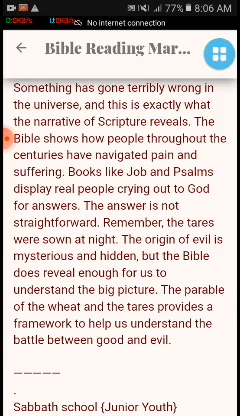 77% 8:06 AM
0:0KB/s U:0KB/s No internet connection
Bible Reading Mar...
Something has gone terribly wrong in
the universe, and this is exactly what
the narrative of Scripture reveals. The
Bible shows how people throughout the
centuries have navigated pain and
suffering. Books like Job and Psalms
display real people crying out to God
for answers. The answer is not
straightforward. Remember, the tares
were sown at night. The origin of evil is
mysterious and hidden, but the Bible
does reveal enough for us to
understand the big picture. The parable
of the wheat and the tares provides a
framework to help us understand the
battle between good and evil.
_____
.
Sabbath school {Junior Youth}